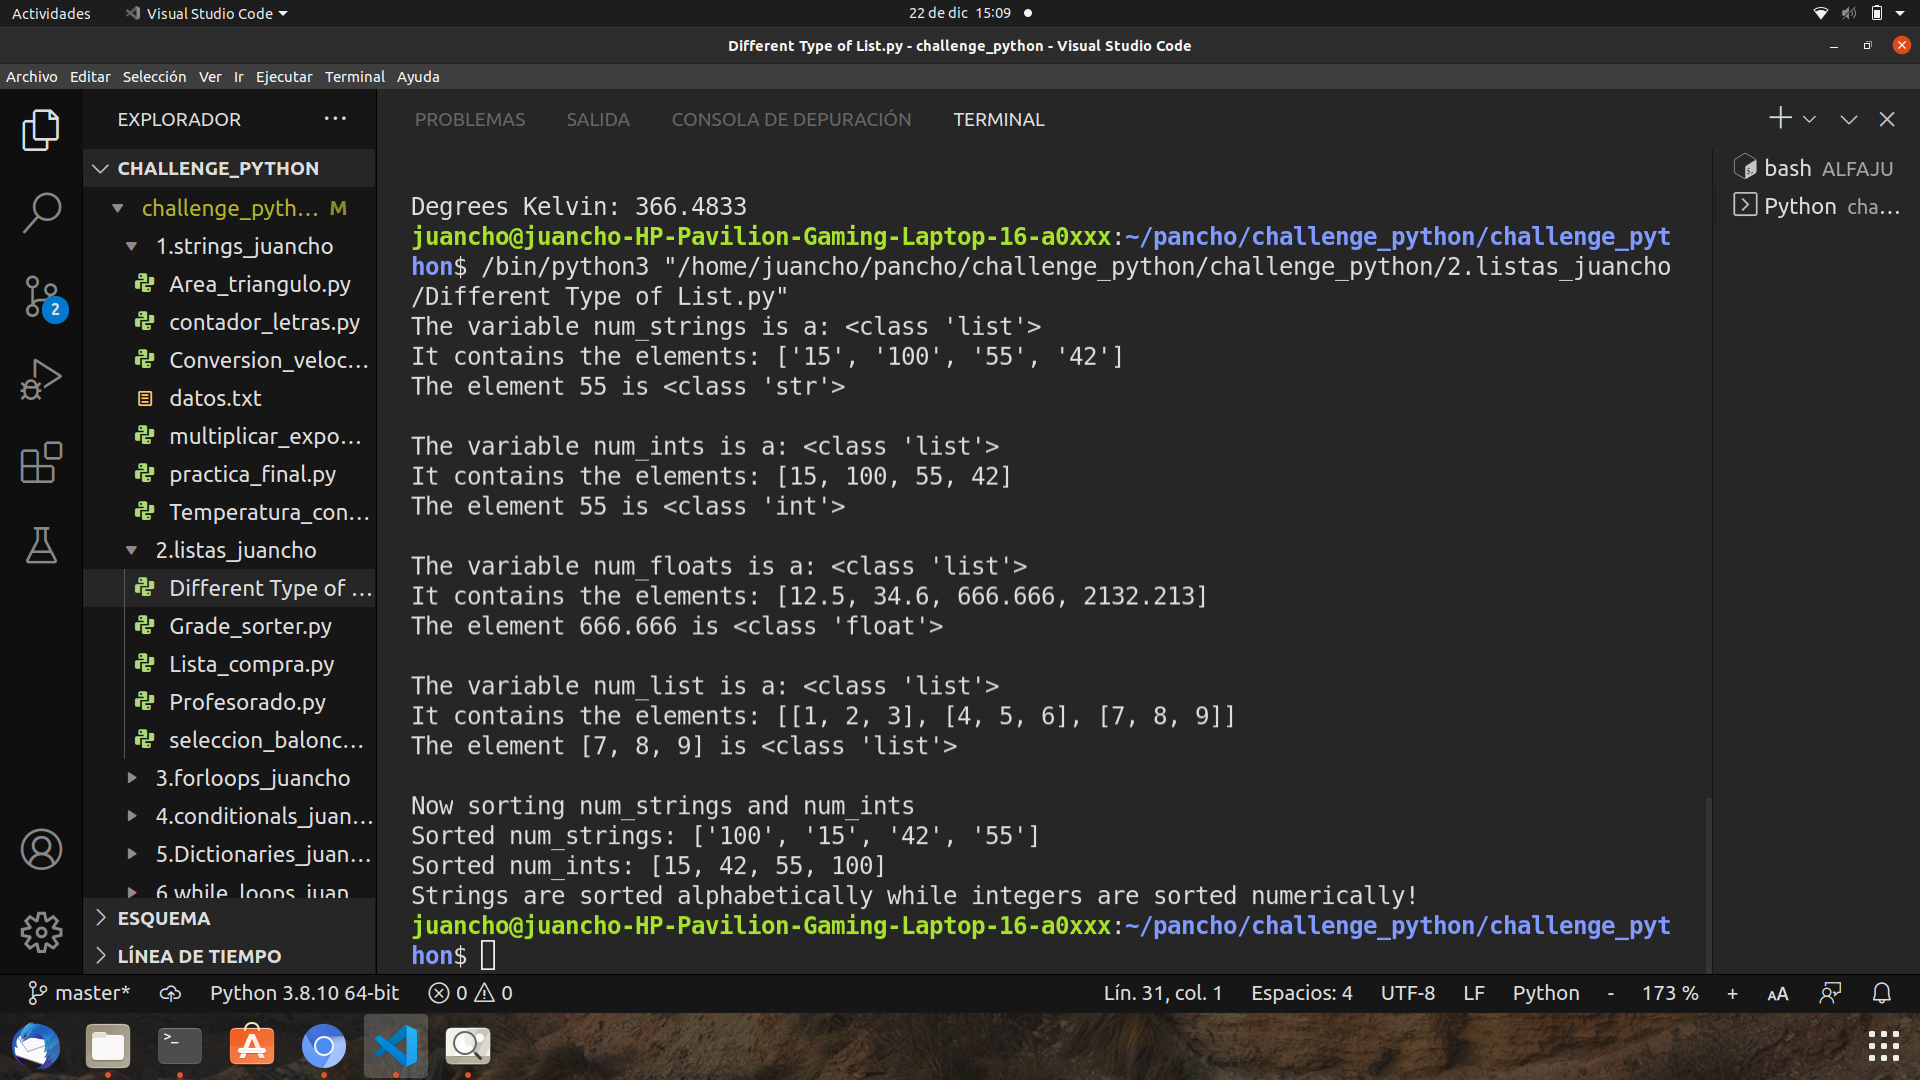 Actividades
Visual Studio Code
22 de dic 15:09
Different Type of List.py - challenge_python - Visual Studio Code
Archivo Editar Selección Ver Ir Ejecutar Terminal Ayuda
EXPLORADOR ...
CHALLENGE_PYTHON
challenge_pyth... M
1.strings_juancho
Area_triangulo.py
contador_letras.py
Conversion_veloc...
datos.txt
multiplicar_expo...
practica_final.py
Temperatura_con...
2.listas_juancho
Different Type of ...
Grade_sorter.py
Lista_compra.py
Profesorado.py
seleccion_balonc...
3.forloops_juancho
4.conditionals_juan...
5.Dictionaries_juan...
6.while_loops_juan
ESQUEMA
LÍNEA DE TIEMPO
2
PROBLEMAS SALIDA CONSOLA DE DEPURACIÓN TERMINAL
Degrees Kelvin: 366.4833
juancho@juancho-HP-Pavilion-Gaming-Laptop-16-a0xxx:~/pancho/challenge_python/challenge_pyt
hon$ /bin/python3 "/home/juancho/pancho/challenge_python/challenge_python/2.listas_juancho
/Different Type of List.py"
The variable num_strings is a: <class 'list'>
It contains the elements: ['15', '100', '55', '42']
The element 55 is <class 'str'>
The variable num_ints is a: <class 'list'>
It contains the elements: [15, 100, 55, 42]
The element 55 is <class 'int'>
The variable num_floats is a: <class 'list'>
It contains the elements: [12.5, 34.6, 666.666, 2132.213]
The element 666.666 is <class 'float'>
The variable num_list is a: <class 'list'>
It contains the elements: [[1, 2, 3], [4, 5, 6], [7, 8, 9]]
The element [7, 8, 9] is <class 'list'>
Now sorting num_strings and num_ints
Sorted num_strings: ['100', '15', '42', '55']
Sorted num_ints: [15, 42, 55, 100]
Strings are sorted alphabetically while integers are sorted numerically!
juancho@juancho-HP-Pavilion-Gaming-Laptop-16-a0xxx:~/pancho/challenge_python/challenge_pyt
hon$
bash ALFAJU
Python cha...
master* Python 3.8.10 64-bit 0 0 Lín. 31, col. 1 Espacios: 4 UTF-8 LF Python - 173 % + AA